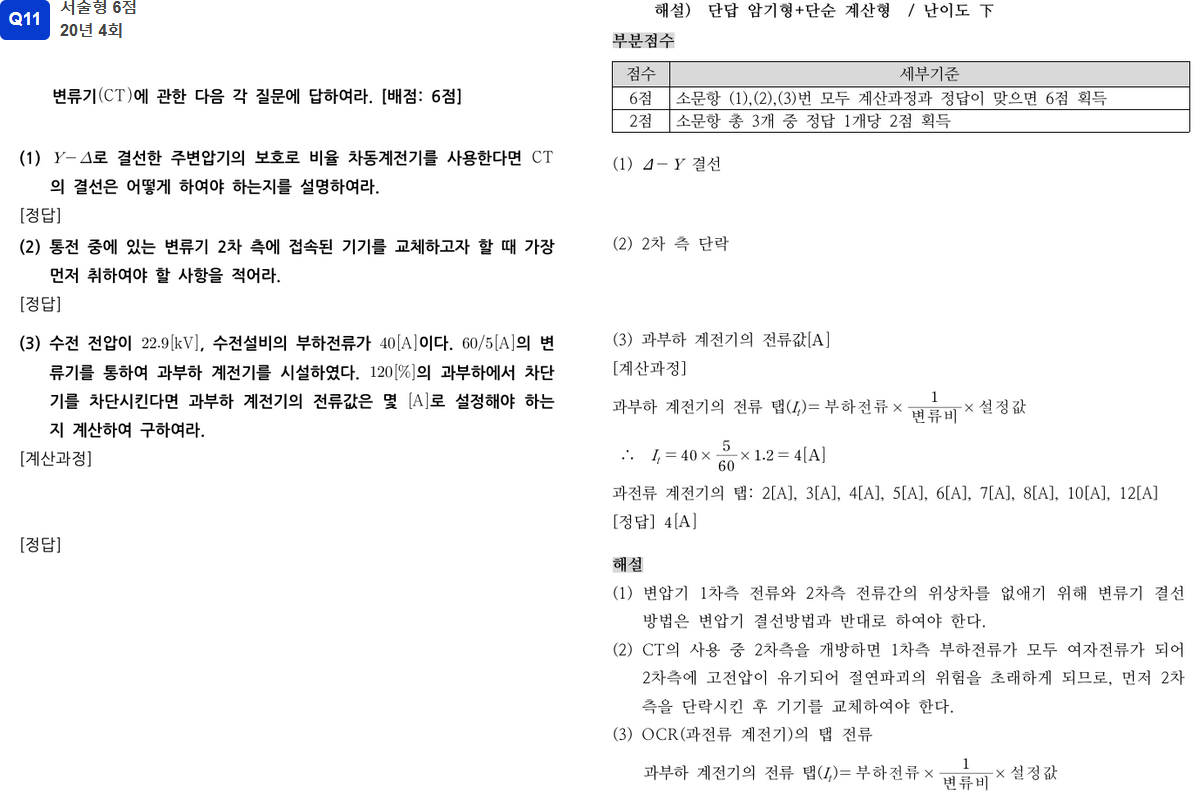 Q11
서술형 6점
20년 4회
변류기(CT)에 관한 다음 각 질문에 답하여라. [배점: 6점]
(1) Y-Δ로 결선한 주변압기의 보호로 비율 차동계전기를 사용한다면 CT
의 결선은 어떻게 하여야 하는지를 설명하여라.
[정답]
(2) 통전 중에 있는 변류기 2차 측에 접속된 기기를 교체하고자 할 때 가장
먼저 취하여야 할 사항을 적어라.
[정답]
(3) 수전 전압이 22.9[kV], 수전설비의 부하전류가 40[A]이다. 60/5[A]의 변
류기를 통하여 과부하 계전기를 시설하였다. 120[%]의 과부하에서 차단
기를 차단시킨다면 과부하 계전기의 전류값은 몇 [A]로 설정해야 하는
지 계산하여 구하여라.
[계산과정]
[정답]
해설) 단답 암기형+단순 계산형 / 난이도 下
부분점수
점수 세부기준
6점 소문항 (1),(2),(3)번 모두 계산과정과 정답이 맞으면 6점 획득
2점 소문항 총 3개 중 정답 1개당 2점 획득
(1) Δ-Y 결선
(2) 2차 측 단락
(3) 과부하 계전기의 전류값[A]
[계산과정]
과부하 계전기의 전류 탭(I_t)= 부하전류 × 1/변류비 × 설정값
∴ I_t = 40 × 5/60 × 1.2 = 4[A]
과전류 계전기의 탭: 2[A], 3[A], 4[A], 5[A], 6[A], 7[A], 8[A], 10[A], 12[A]
[정답] 4[A]
해설
(1) 변압기 1차측 전류와 2차측 전류간의 위상차를 없애기 위해 변류기 결선
방법은 변압기 결선방법과 반대로 하여야 한다.
(2) CT의 사용 중 2차측을 개방하면 1차측 부하전류가 모두 여자전류가 되어
2차측에 고전압이 유기되어 절연파괴의 위험을 초래하게 되므로, 먼저 2차
측을 단락시킨 후 기기를 교체하여야 한다.
(3) OCR(과전류 계전기)의 탭 전류
과부하 계전기의 전류 탭(I_t)= 부하전류 × 1/변류비 × 설정값